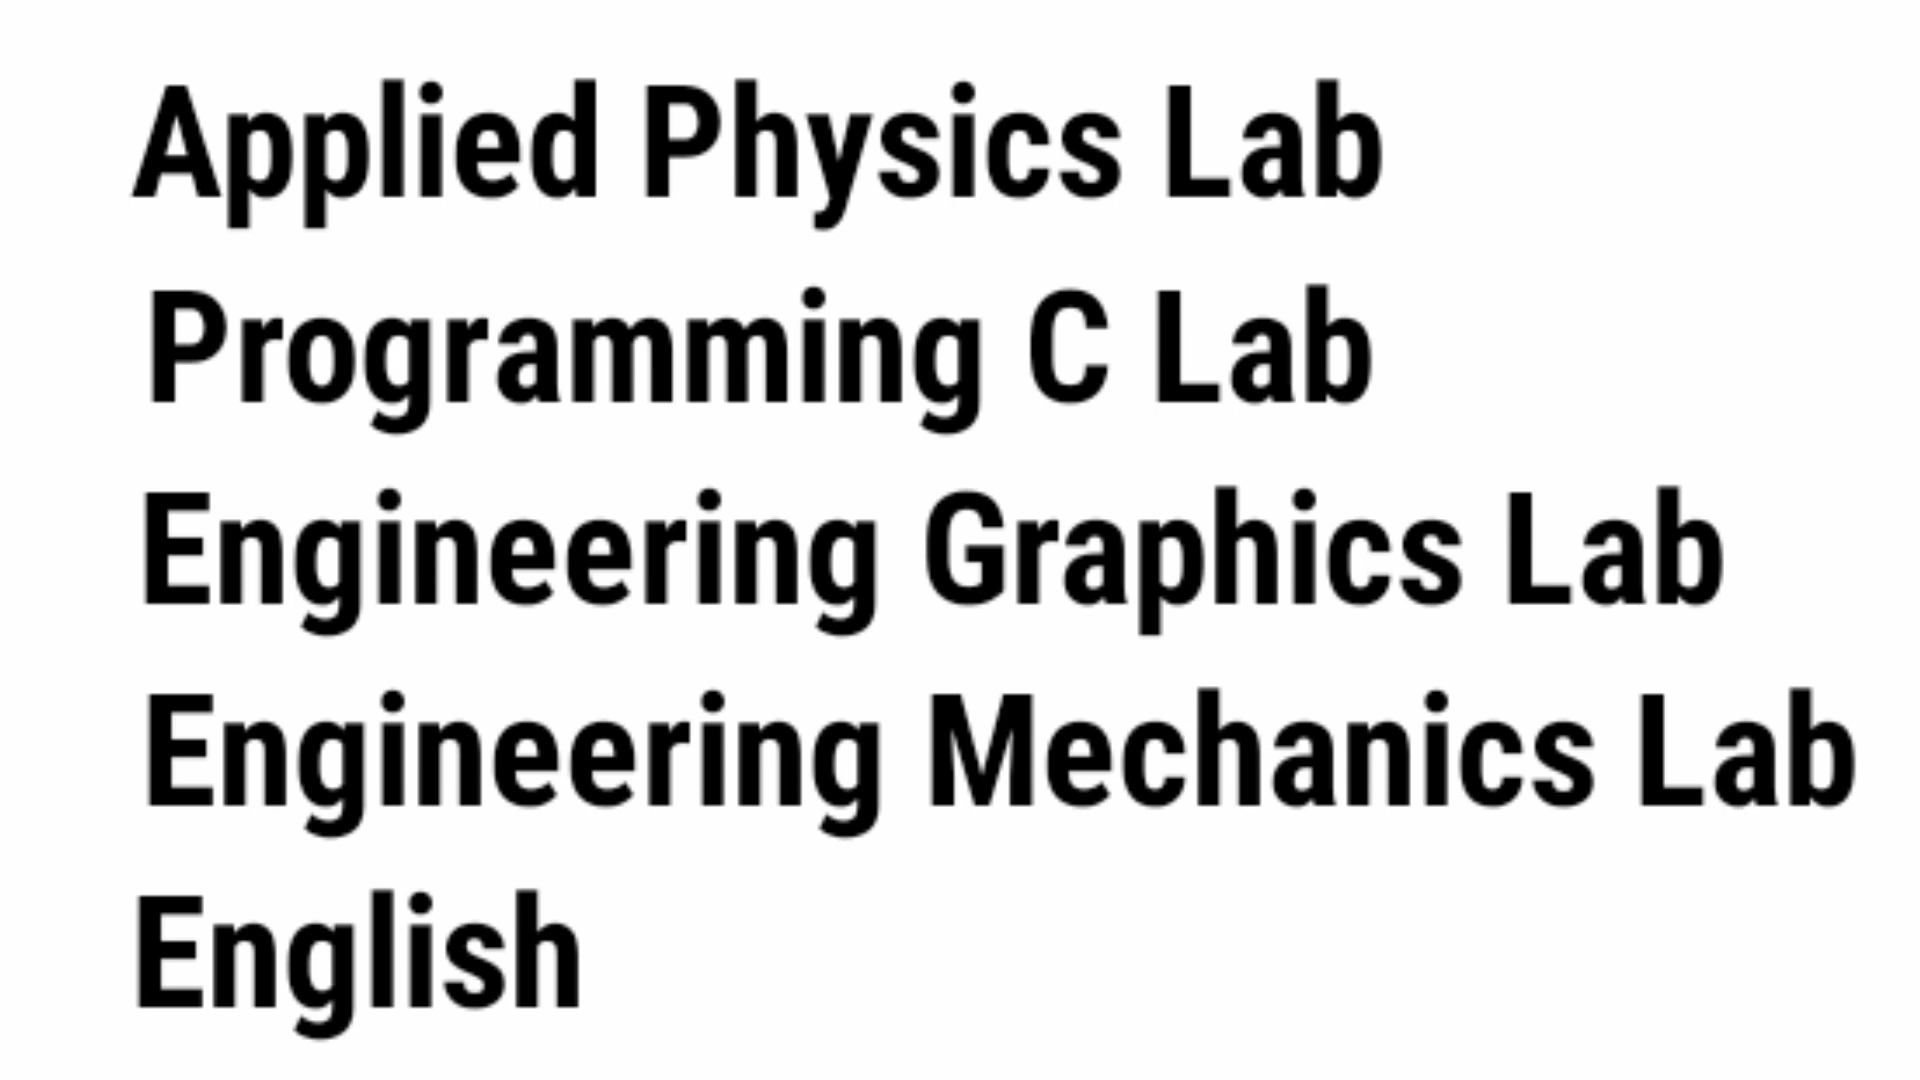 Applied Physics Lab
Programming C Lab
Engineering Graphics Lab
Engineering Mechanics Lab
English